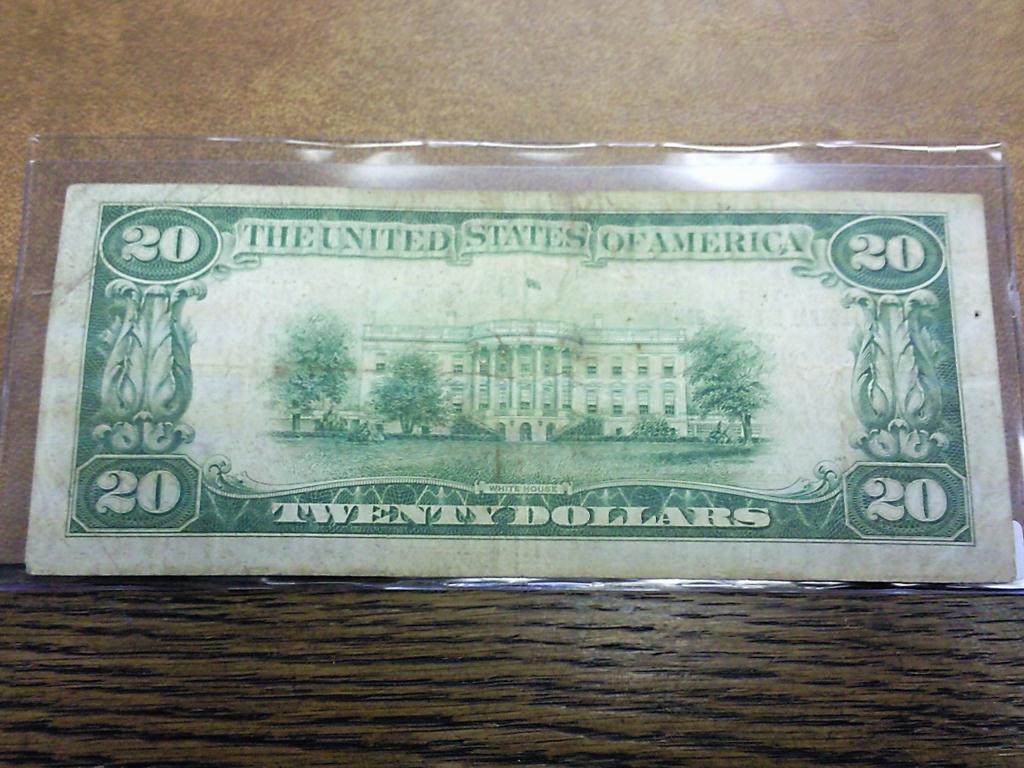 20 THE UNITED STATES OF AMERICA 20
WHITE HOUSE
20 TWENTY DOLLARS 20